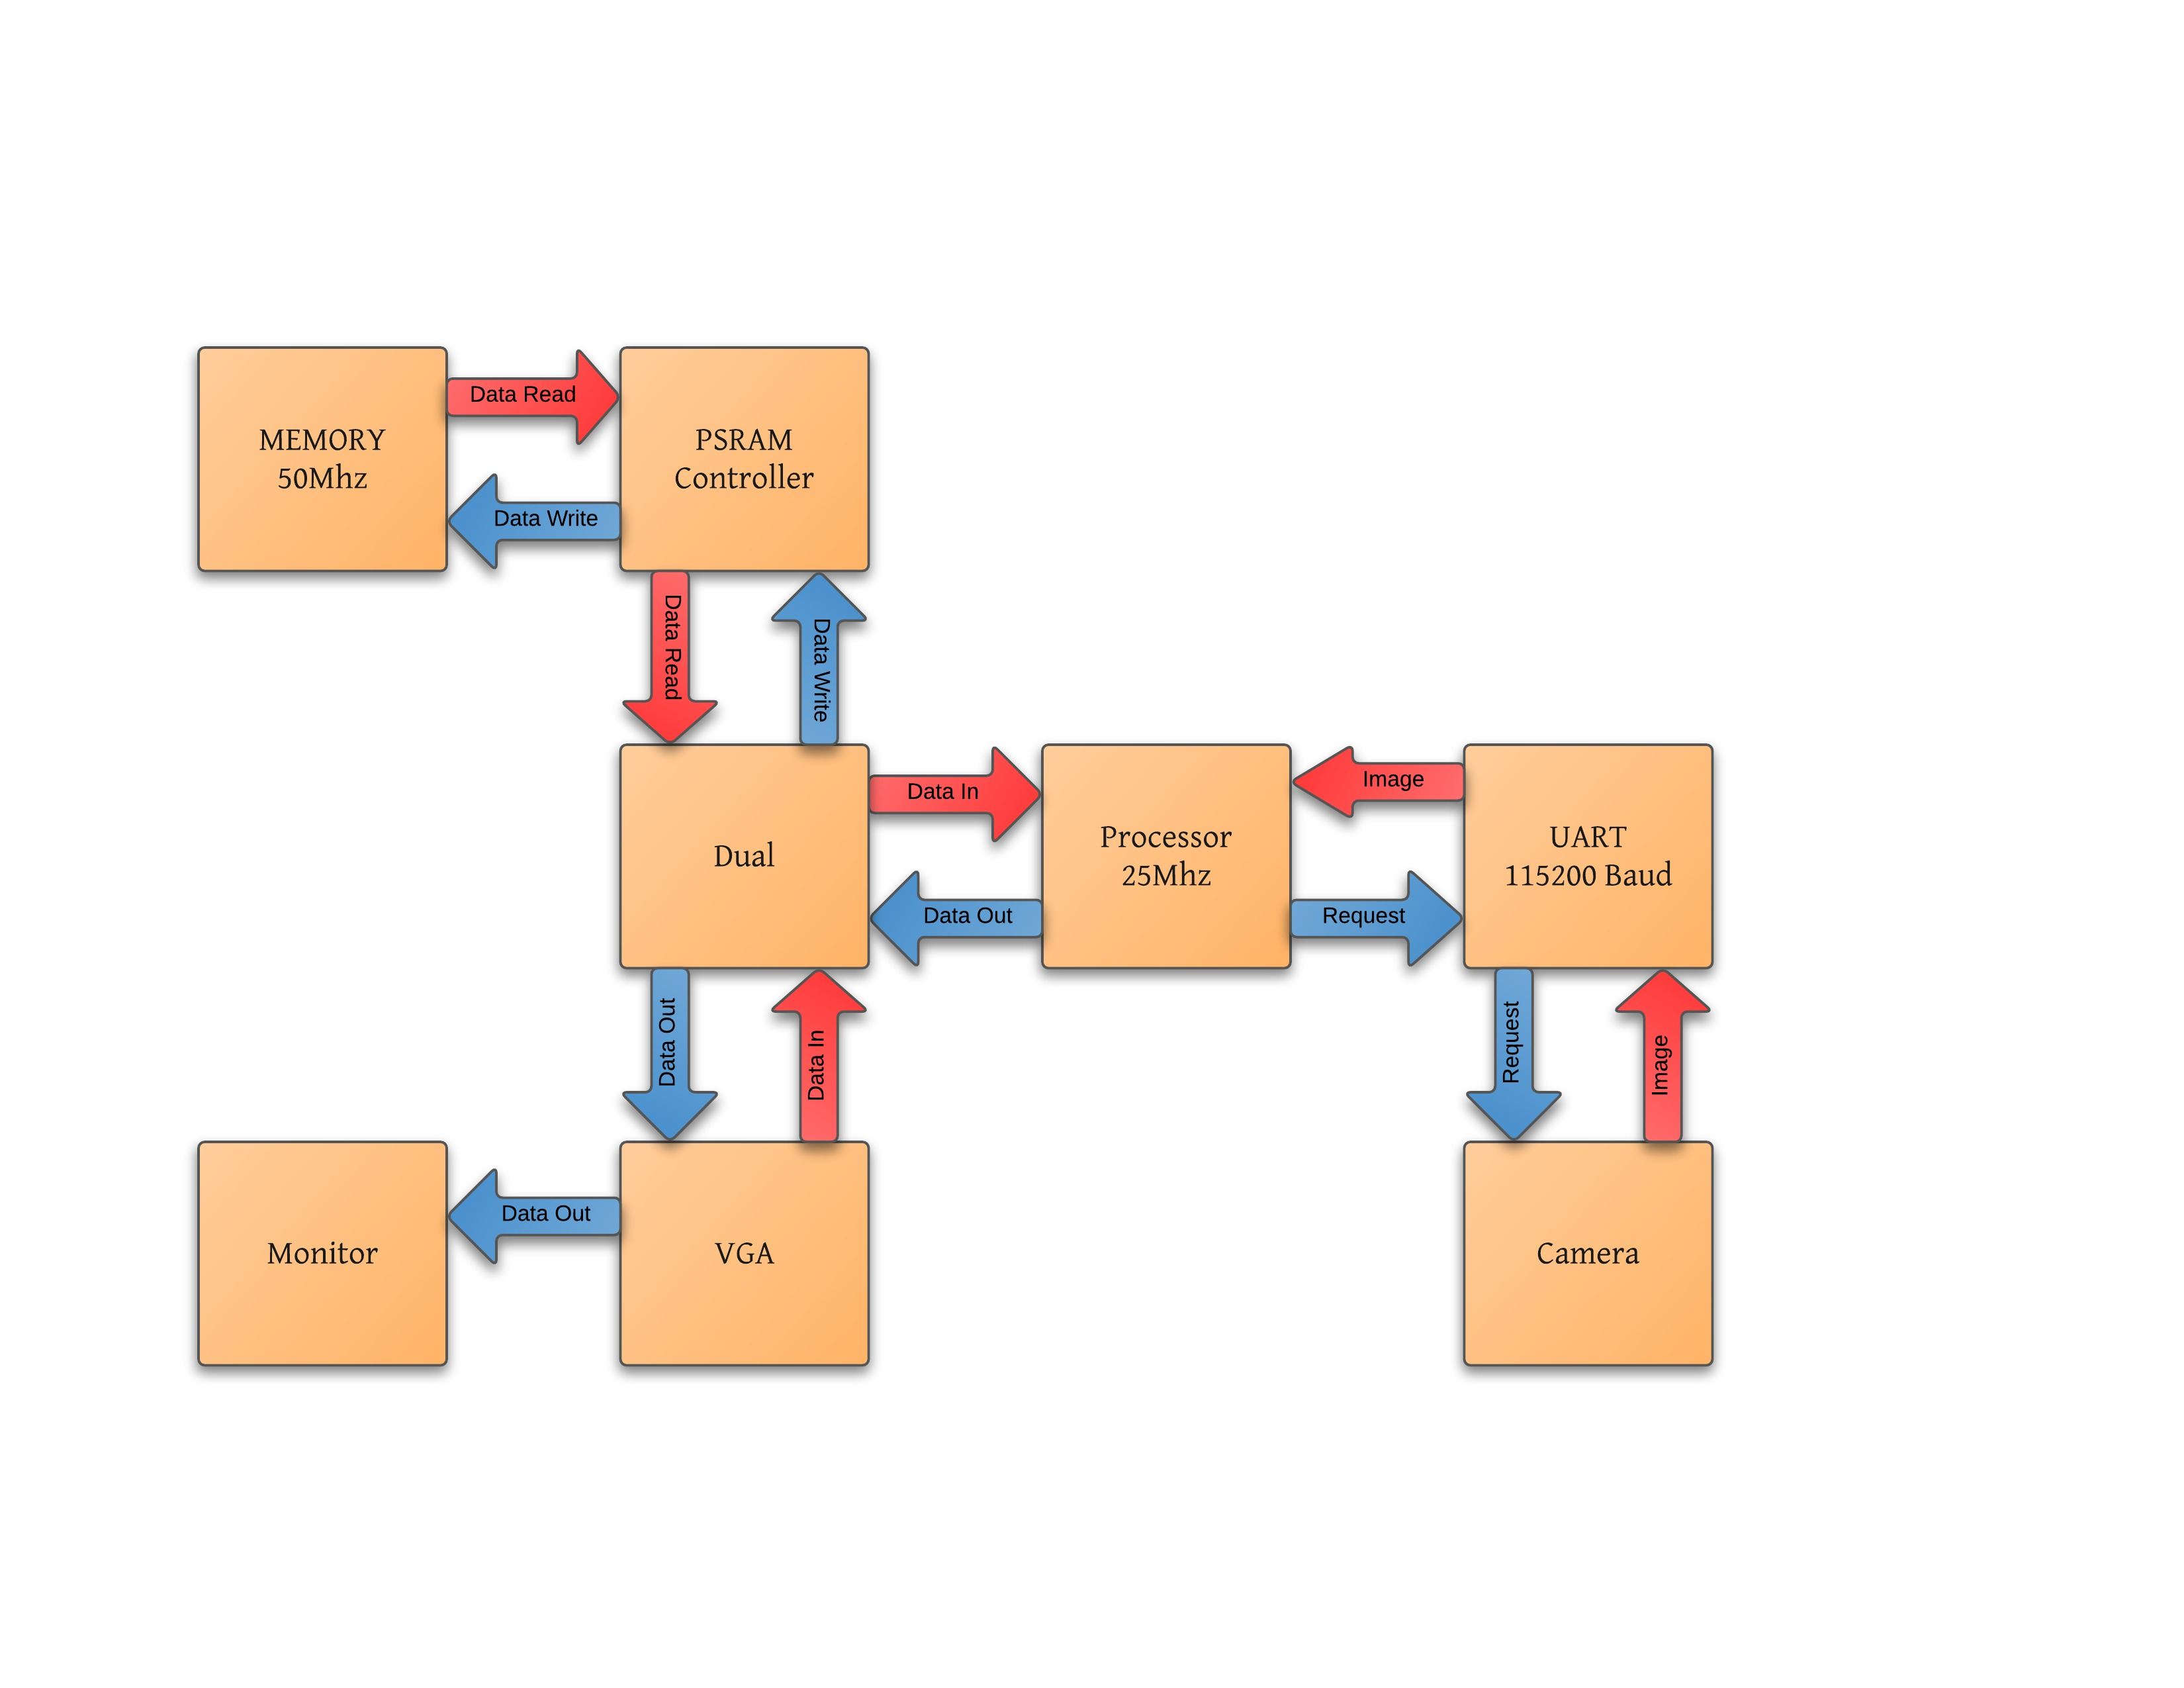 Data Read
MEMORY
50Mhz
PSRAM
Controller
Data Write
Data Read
Data Write
Data In
Image
Dual
Processor
25Mhz
UART
115200 Baud
Data Out
Request
Data Out
Data In
Request
Image
Data Out
Monitor
VGA
Camera